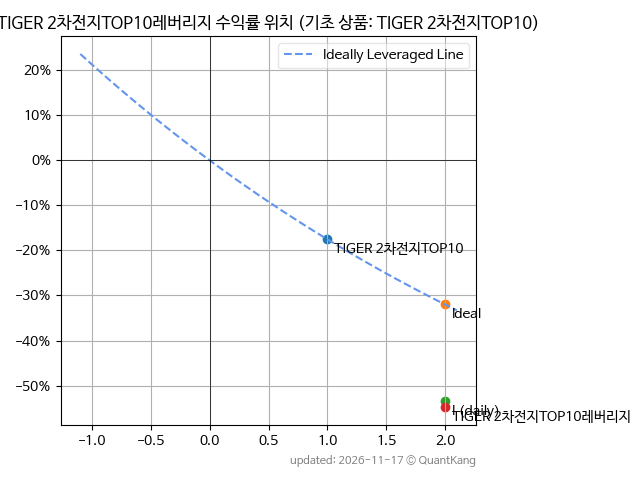 TIGER 2차전지TOP10레버리지 수익률 위치 (기초 상품: TIGER 2차전지TOP10)
Ideally Leveraged Line
20%
10%
0%
−10%
−20%
−30%
−40%
−50%
TIGER 2차전지TOP10
Ideal
(daily)
TIGER 2차전지TOP10레버리지
−1.0 −0.5 0.0 0.5 1.0 1.5 2.0
updated: 2026-11-17 © QuantKang